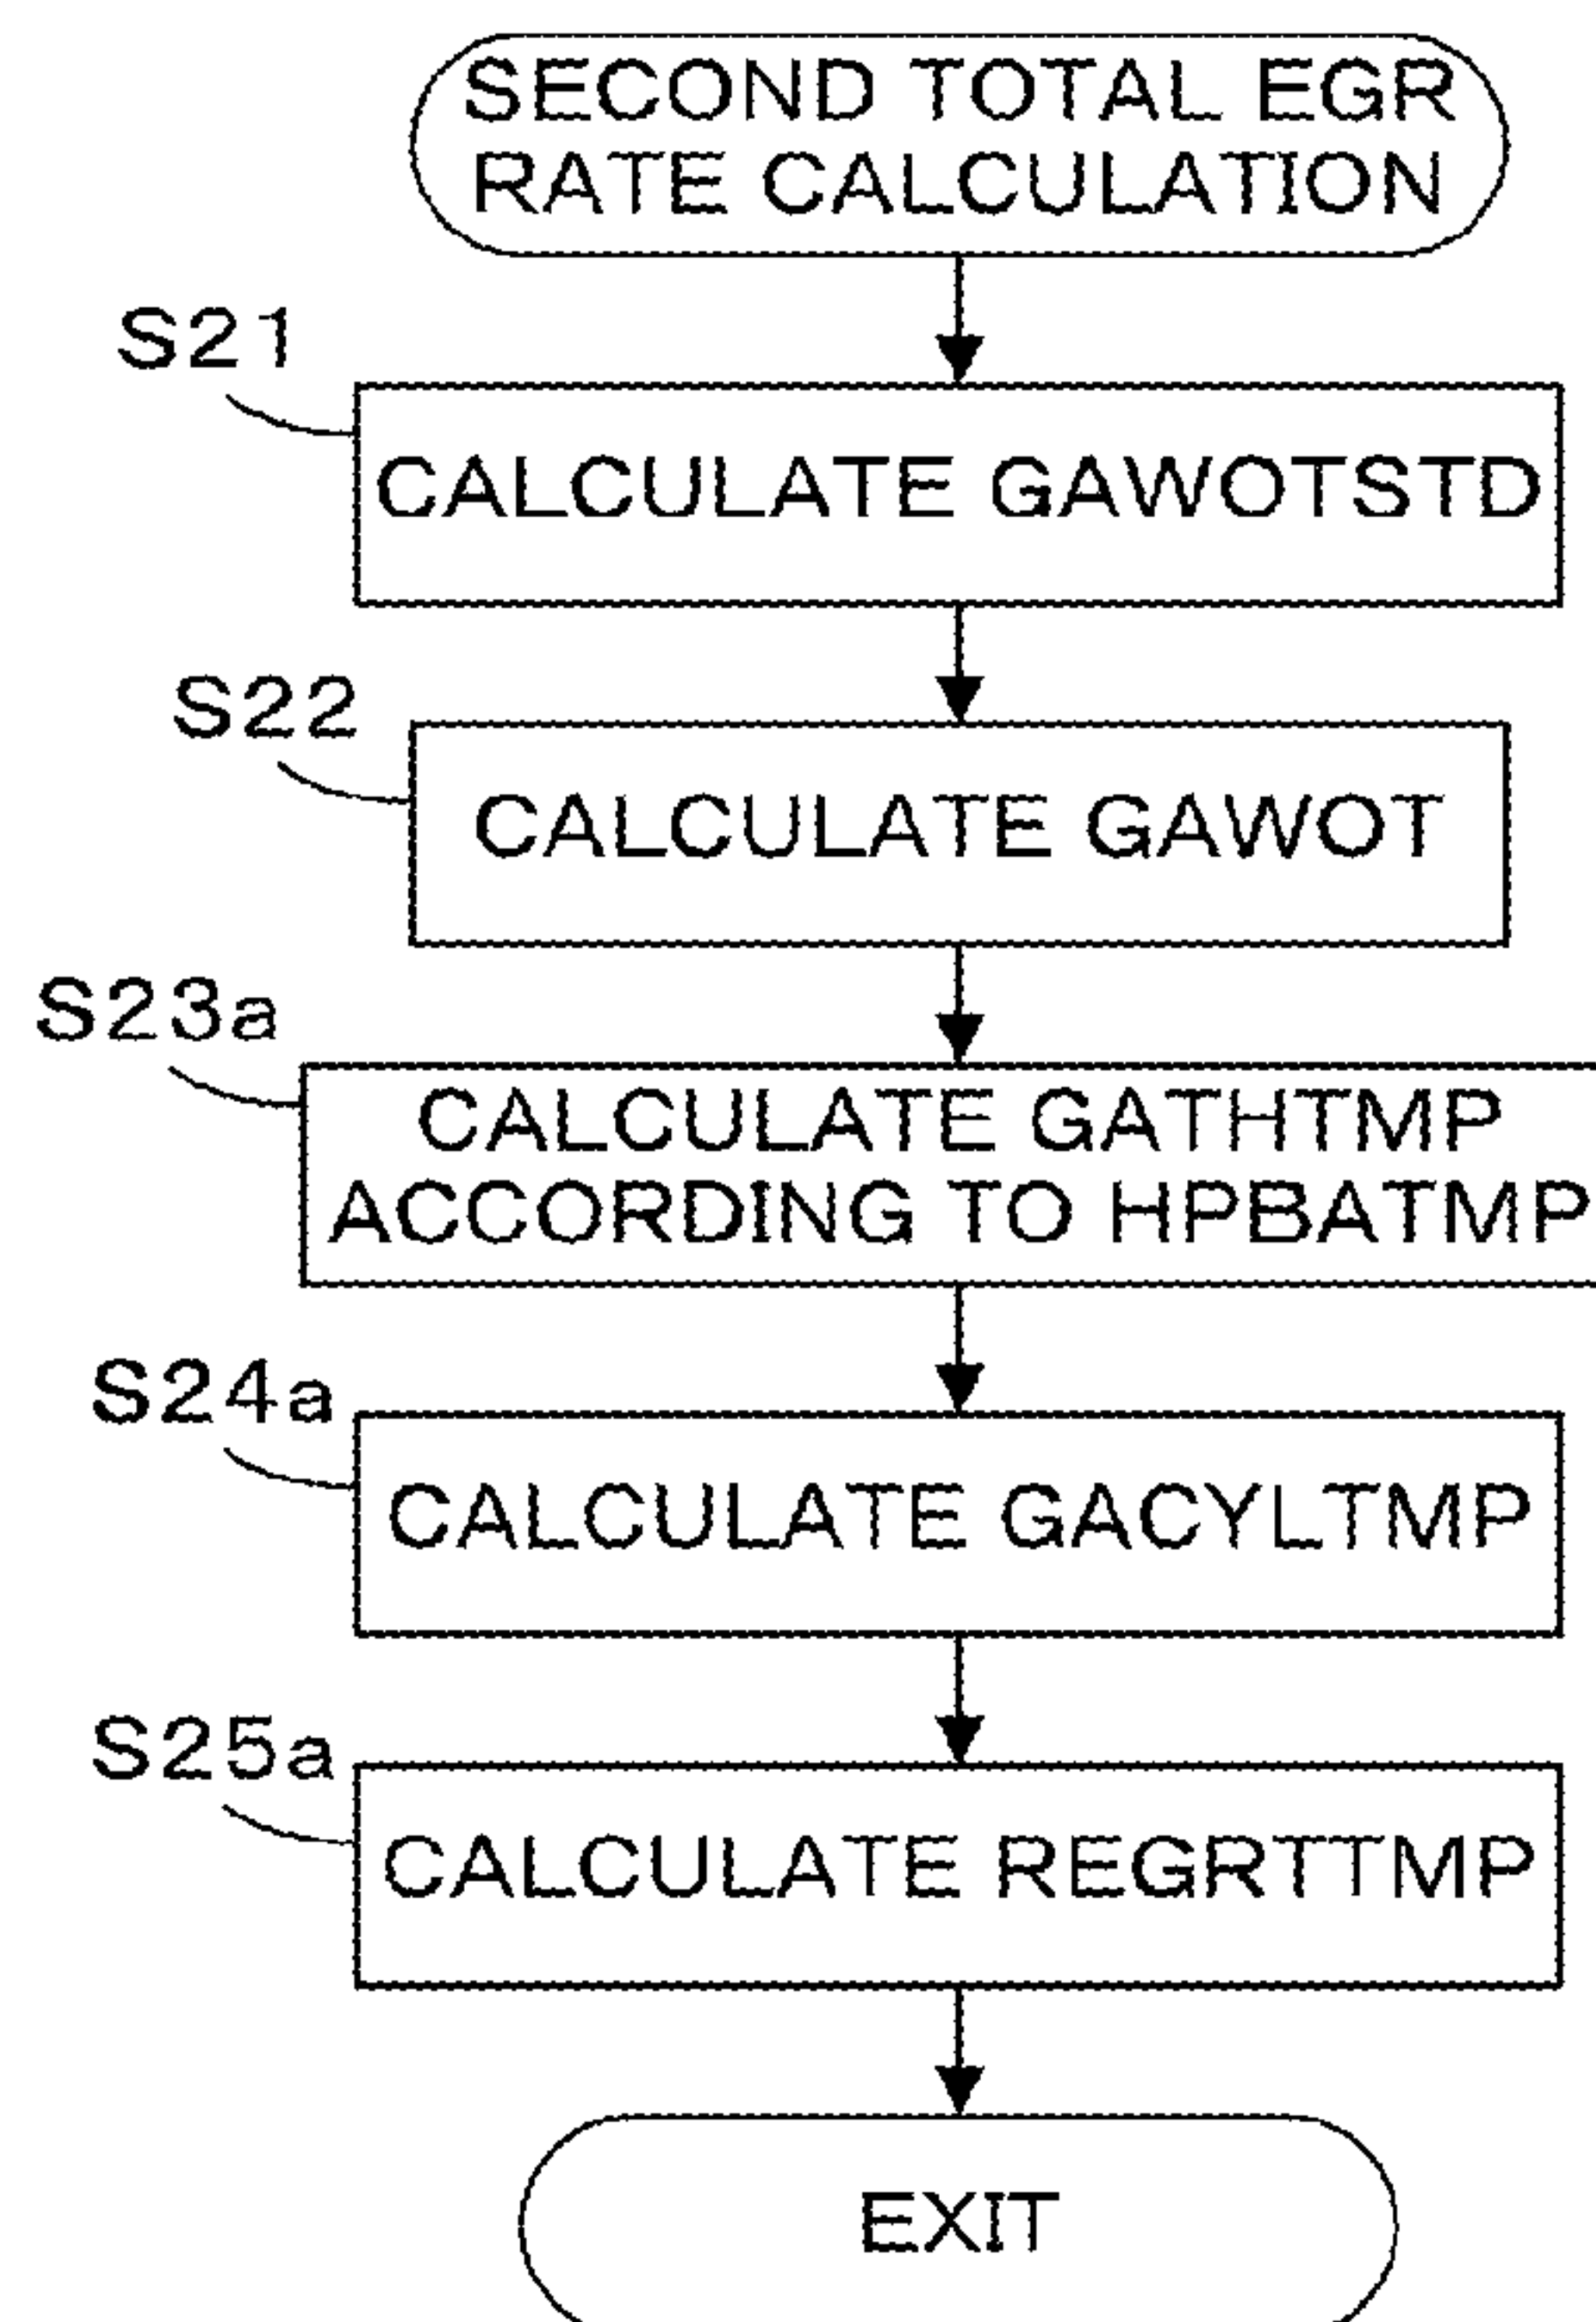 SECOND TOTAL EGR
RATE CALCULATION
S21
CALCULATE GAWOTSTD
S22
CALCULATE GAWOT
S23a
CALCULATE GATHTMP
ACCORDING TO HPBATMP
S24a
CALCULATE GACYLTMP
S25a
CALCULATE REGRTTMP
EXIT